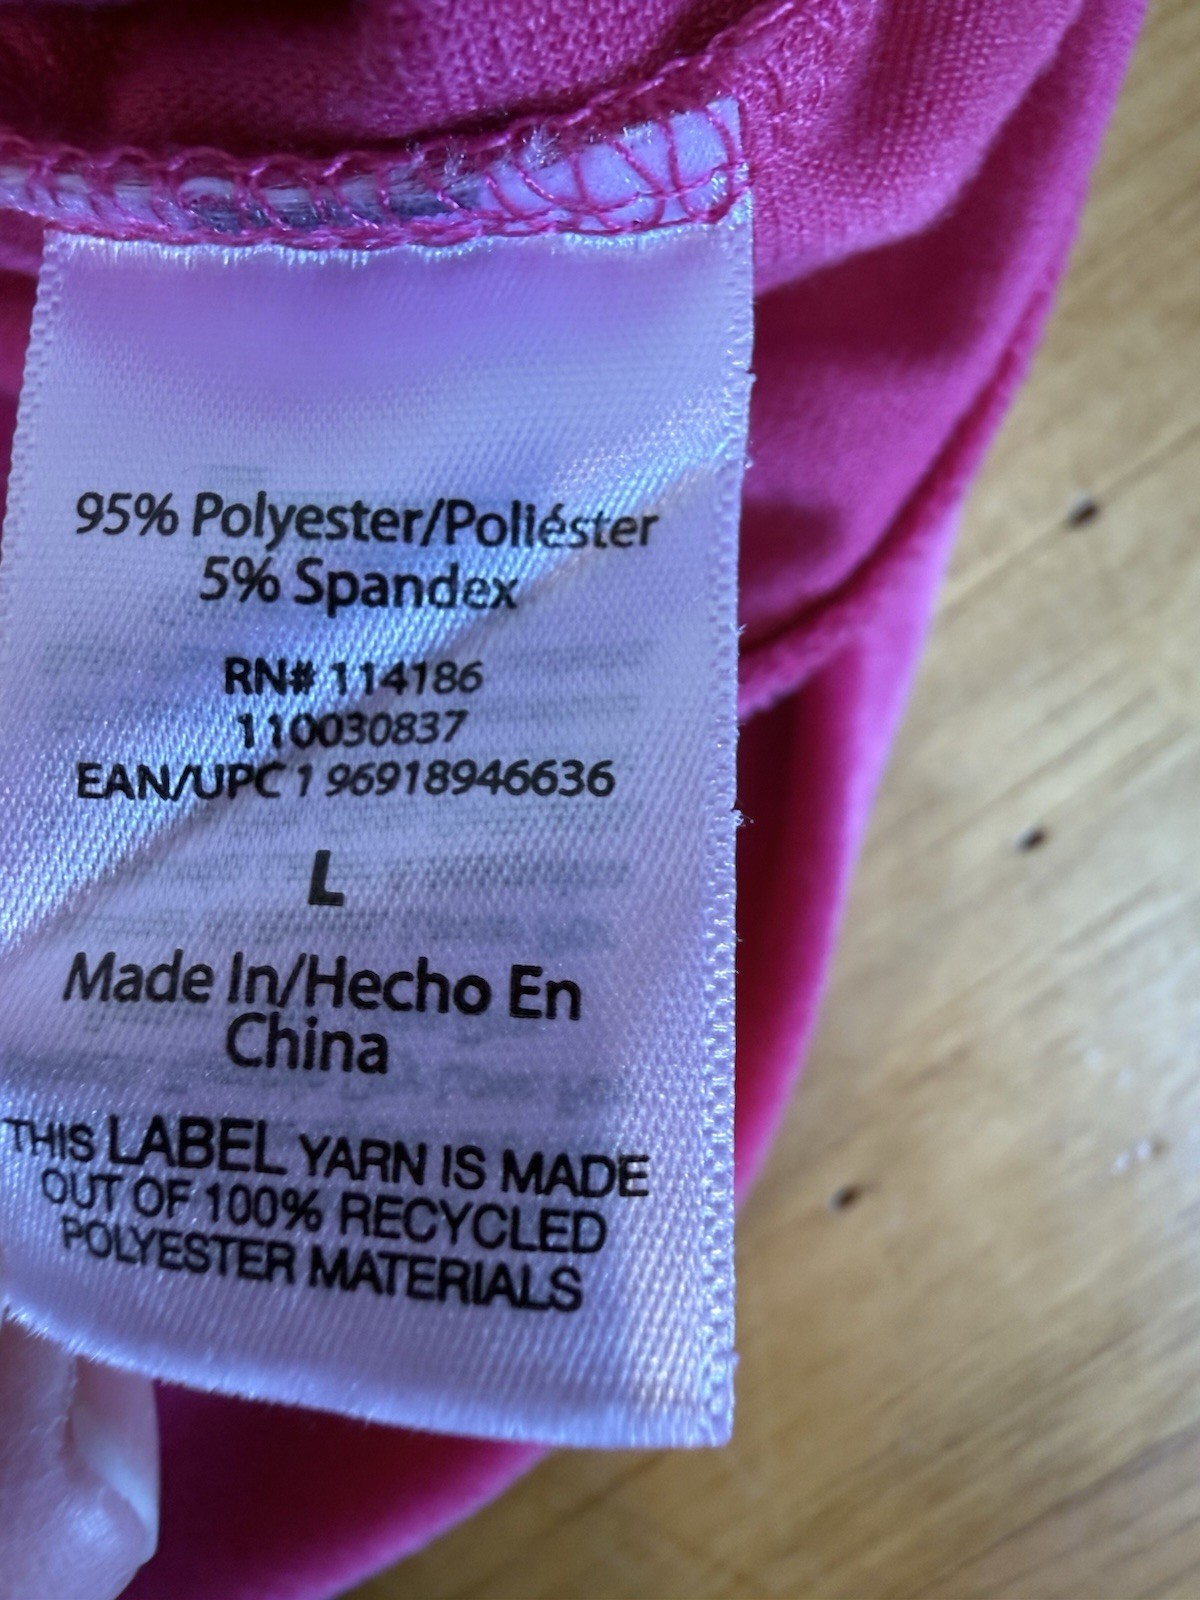 95% Polyester/Poliéster
5% Spandex
RN# 114186
110030837
EAN/UPC 1 96918946636
L
Made In/Hecho En
China
THIS LABEL YARN IS MADE
OUT OF 100% RECYCLED
POLYESTER MATERIALS